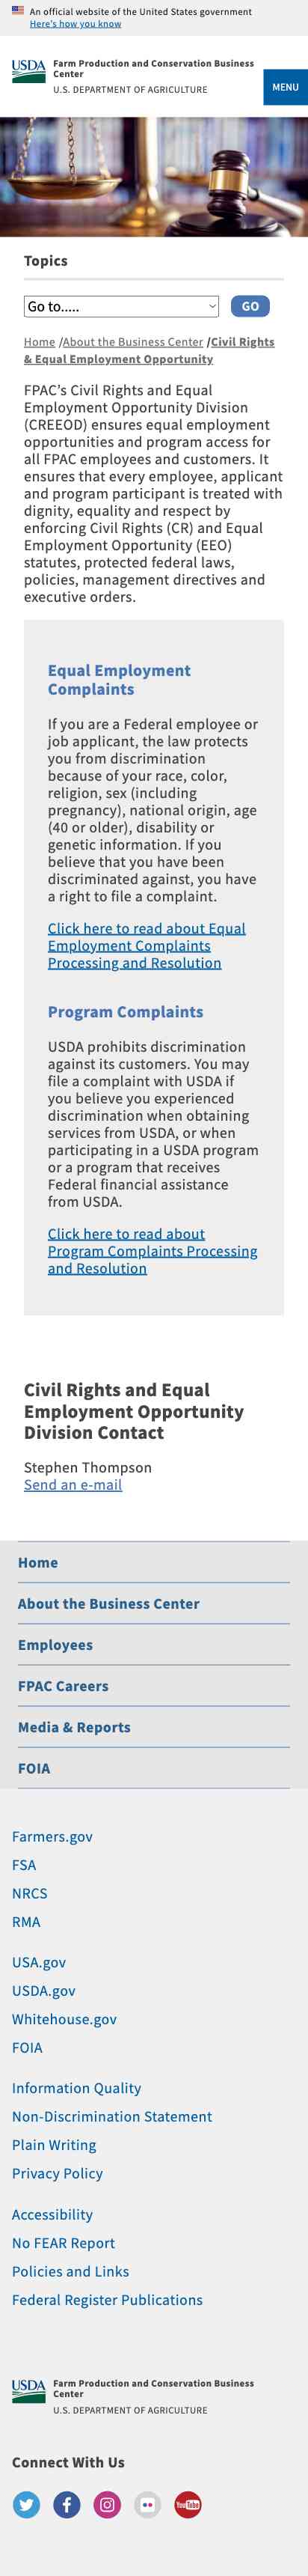 An official website of the United States government
Here's how you know
USDA
Farm Production and Conservation Business
Center
U.S. DEPARTMENT OF AGRICULTURE
MENU
Topics
Go to.....
GO
Home /About the Business Center /Civil Rights
& Equal Employment Opportunity
FPAC’s Civil Rights and Equal
Employment Opportunity Division
(CREEOD) ensures equal employment
opportunities and program access for
all FPAC employees and customers. It
ensures that every employee, applicant
and program participant is treated with
dignity, equality and respect by
enforcing Civil Rights (CR) and Equal
Employment Opportunity (EEO)
statutes, protected federal laws,
policies, management directives and
executive orders.
Equal Employment
Complaints
If you are a Federal employee or
job applicant, the law protects
you from discrimination
because of your race, color,
religion, sex (including
pregnancy), national origin, age
(40 or older), disability or
genetic information. If you
believe that you have been
discriminated against, you have
a right to file a complaint.
Click here to read about Equal
Employment Complaints
Processing and Resolution
Program Complaints
USDA prohibits discrimination
against its customers. You may
file a complaint with USDA if
you believe you experienced
discrimination when obtaining
services from USDA, or when
participating in a USDA program
or a program that receives
Federal financial assistance
from USDA.
Click here to read about
Program Complaints Processing
and Resolution
Civil Rights and Equal
Employment Opportunity
Division Contact
Stephen Thompson
Send an e-mail
Home
About the Business Center
Employees
FPAC Careers
Media & Reports
FOIA
Farmers.gov
FSA
NRCS
RMA
USA.gov
USDA.gov
Whitehouse.gov
FOIA
Information Quality
Non-Discrimination Statement
Plain Writing
Privacy Policy
Accessibility
No FEAR Report
Policies and Links
Federal Register Publications
USDA
Farm Production and Conservation Business
Center
U.S. DEPARTMENT OF AGRICULTURE
Connect With Us
YouTube